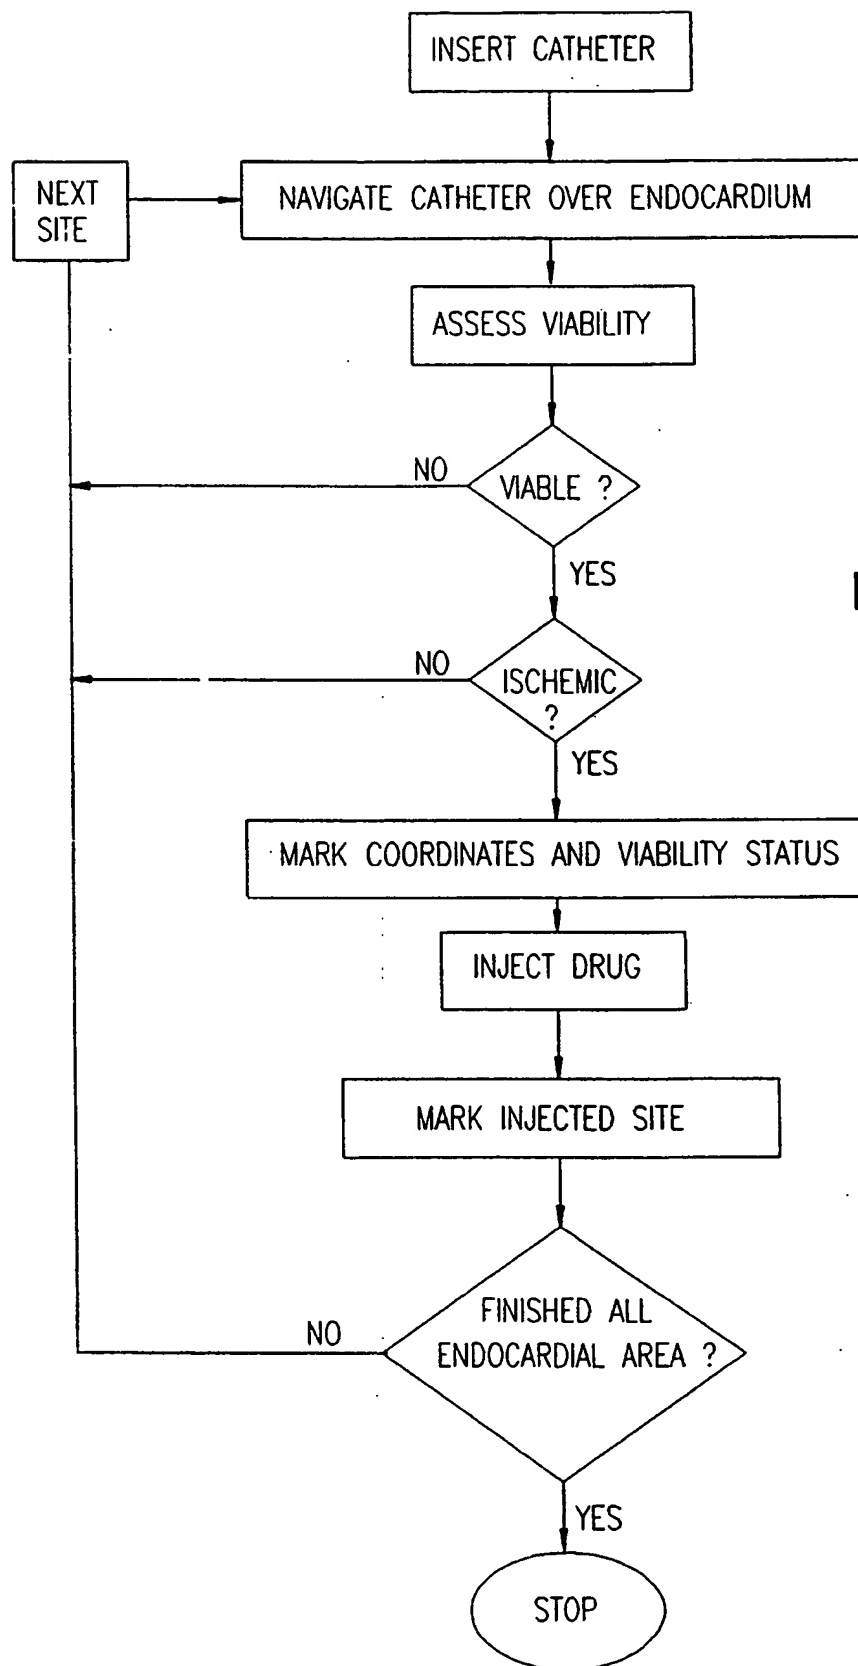 INSERT CATHETER
NEXT
SITE
NAVIGATE CATHETER OVER ENDOCARDIUM
ASSESS VIABILITY
NO
VIABLE ?
YES
NO
ISCHEMIC
?
YES
MARK COORDINATES AND VIABILITY STATUS
INJECT DRUG
MARK INJECTED SITE
NO
FINISHED ALL
ENDOCARDIAL AREA ?
YES
STOP